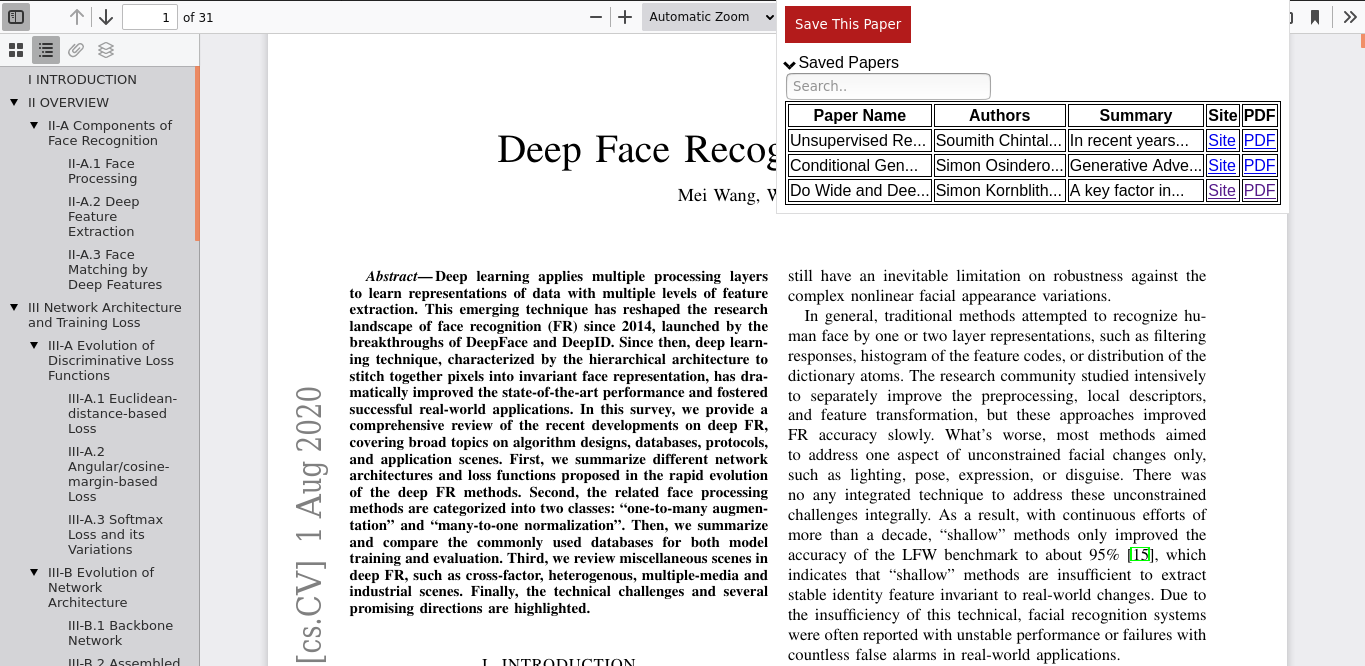 1 of 31
Automatic Zoom
Save This Paper
Saved Papers
Search..
Paper Name Authors Summary Site PDF
Unsupervised Re... Soumith Chintal... In recent years... Site PDF
Conditional Gen... Simon Osindero... Generative Adve... Site PDF
Do Wide and Dee... Simon Kornblith... A key factor in... Site PDF
I INTRODUCTION
II OVERVIEW
II-A Components of
Face Recognition
II-A.1 Face
Processing
II-A.2 Deep
Feature
Extraction
II-A.3 Face
Matching by
Deep Features
III Network Architecture
and Training Loss
III-A Evolution of
Discriminative Loss
Functions
III-A.1 Euclidean-
distance-based
Loss
III-A.2
Angular/cosine-
margin-based
Loss
III-A.3 Softmax
Loss and its
Variations
III-B Evolution of
Network
Architecture
III-B.1 Backbone
Network
III-B.2 Assembled
Deep Face Recog
Mei Wang, W
[cs.CV] 1 Aug 2020
Abstract—Deep learning applies multiple processing layers
to learn representations of data with multiple levels of feature
extraction. This emerging technique has reshaped the research
landscape of face recognition (FR) since 2014, launched by the
breakthroughs of DeepFace and DeepID. Since then, deep learn-
ing technique, characterized by the hierarchical architecture to
stitch together pixels into invariant face representation, has dra-
matically improved the state-of-the-art performance and fostered
successful real-world applications. In this survey, we provide a
comprehensive review of the recent developments on deep FR,
covering broad topics on algorithm designs, databases, protocols,
and application scenes. First, we summarize different network
architectures and loss functions proposed in the rapid evolution
of the deep FR methods. Second, the related face processing
methods are categorized into two classes: “one-to-many augmen-
tation” and “many-to-one normalization”. Then, we summarize
and compare the commonly used databases for both model
training and evaluation. Third, we review miscellaneous scenes in
deep FR, such as cross-factor, heterogenous, multiple-media and
industrial scenes. Finally, the technical challenges and several
promising directions are highlighted.
I. INTRODUCTION
still have an inevitable limitation on robustness against the
complex nonlinear facial appearance variations.
In general, traditional methods attempted to recognize hu-
man face by one or two layer representations, such as filtering
responses, histogram of the feature codes, or distribution of the
dictionary atoms. The research community studied intensively
to separately improve the preprocessing, local descriptors,
and feature transformation, but these approaches improved
FR accuracy slowly. What’s worse, most methods aimed
to address one aspect of unconstrained facial changes only,
such as lighting, pose, expression, or disguise. There was
no any integrated technique to address these unconstrained
challenges integrally. As a result, with continuous efforts of
more than a decade, “shallow” methods only improved the
accuracy of the LFW benchmark to about 95% [15], which
indicates that “shallow” methods are insufficient to extract
stable identity feature invariant to real-world changes. Due to
the insufficiency of this technical, facial recognition systems
were often reported with unstable performance or failures with
countless false alarms in real-world applications.